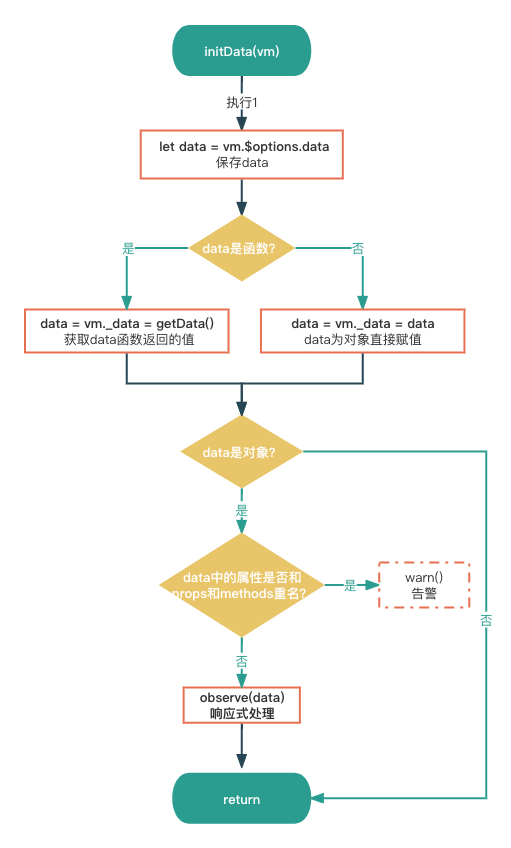 initData(vm)
执行1
let data = vm.$options.data
保存data
data是函数?
是
否
data = vm._data = getData()
获取data函数返回的值
data = vm._data = data
data为对象直接赋值
data是对象?
是
data中的属性是否和
props和methods重名?
是
warn()
告警
否
否
observe(data)
响应式处理
return